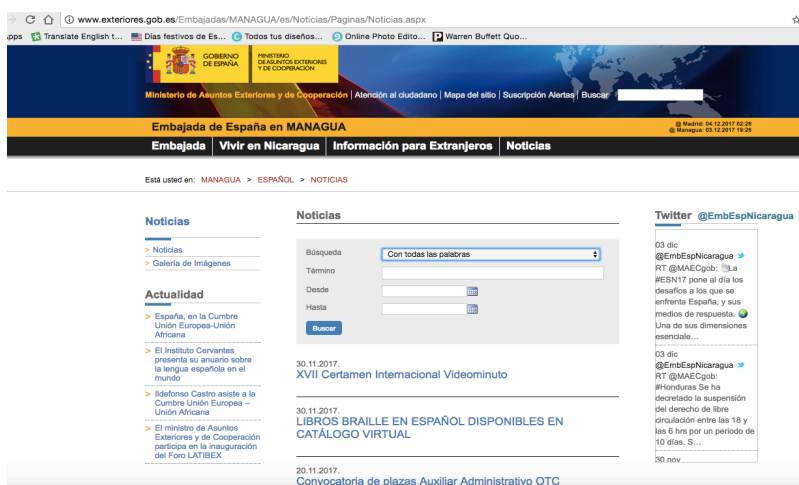 www.exteriores.gob.es/Embajadas/MANAGUA/es/Noticias/Paginas/Noticias.aspx
Apps Translate English t... Días festivos de Es... Todos tus diseños... Online Photo Edito... Warren Buffett Quo...
GOBIERNO
DE ESPAÑA
MINISTERIO
DE ASUNTOS EXTERIORES
Y DE COOPERACIÓN
Ministerio de Asuntos Exteriores y de Cooperación | Atención al ciudadano | Mapa del sitio | Suscripción Alertas | Buscar
Embajada de España en MANAGUA
@ Madrid: 04.12.2017 02:26
@ Managua: 03.12.2017 19:26
Embajada Vivir en Nicaragua Información para Extranjeros Noticias
Está usted en: MANAGUA > ESPAÑOL > NOTICIAS
Noticias
> Noticias
> Galería de Imágenes
Actualidad
> España, en la Cumbre
Unión Europea-Unión
Africana
> El Instituto Cervantes
presenta su anuario sobre
la lengua española en el
mundo
> Ildefonso Castro asiste a la
Cumbre Unión Europea –
Unión Africana
> El ministro de Asuntos
Exteriores y de Cooperación
participa en la inauguración
del Foro LATIBEX
Noticias
Búsqueda Con todas las palabras
Término
Desde
Hasta
Buscar
30.11.2017.
XVII Certamen Internacional Videominuto
30.11.2017.
LIBROS BRAILLE EN ESPAÑOL DISPONIBLES EN
CATÁLOGO VIRTUAL
20.11.2017.
Convocatoria de plazas Auxiliar Administrativo OTC
Twitter @EmbEspNicaragua
03 dic
@EmbEspNicaragua
RT @MAECgob: La
#ESN17 pone al día los
desafíos a los que se
enfrenta España, y sus
medios de respuesta.
Una de sus dimensiones
esenciale...
03 dic
@EmbEspNicaragua
RT @MAECgob:
#Honduras Se ha
decretado la suspensión
del derecho de libre
circulación entre las 18 y
las 6 hrs por un periodo de
10 días. S...
30 nov